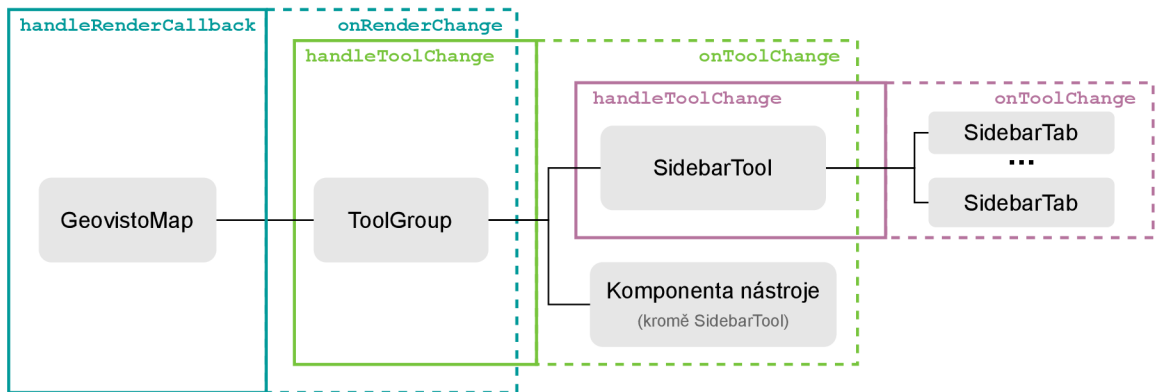 handleRenderCallback
onRenderChange
handleToolChange
onToolChange
handleToolChange
onToolChange
GeovistoMap
ToolGroup
SidebarTool
SidebarTab
...
SidebarTab
Komponenta nástroje
(kromě SidebarTool)